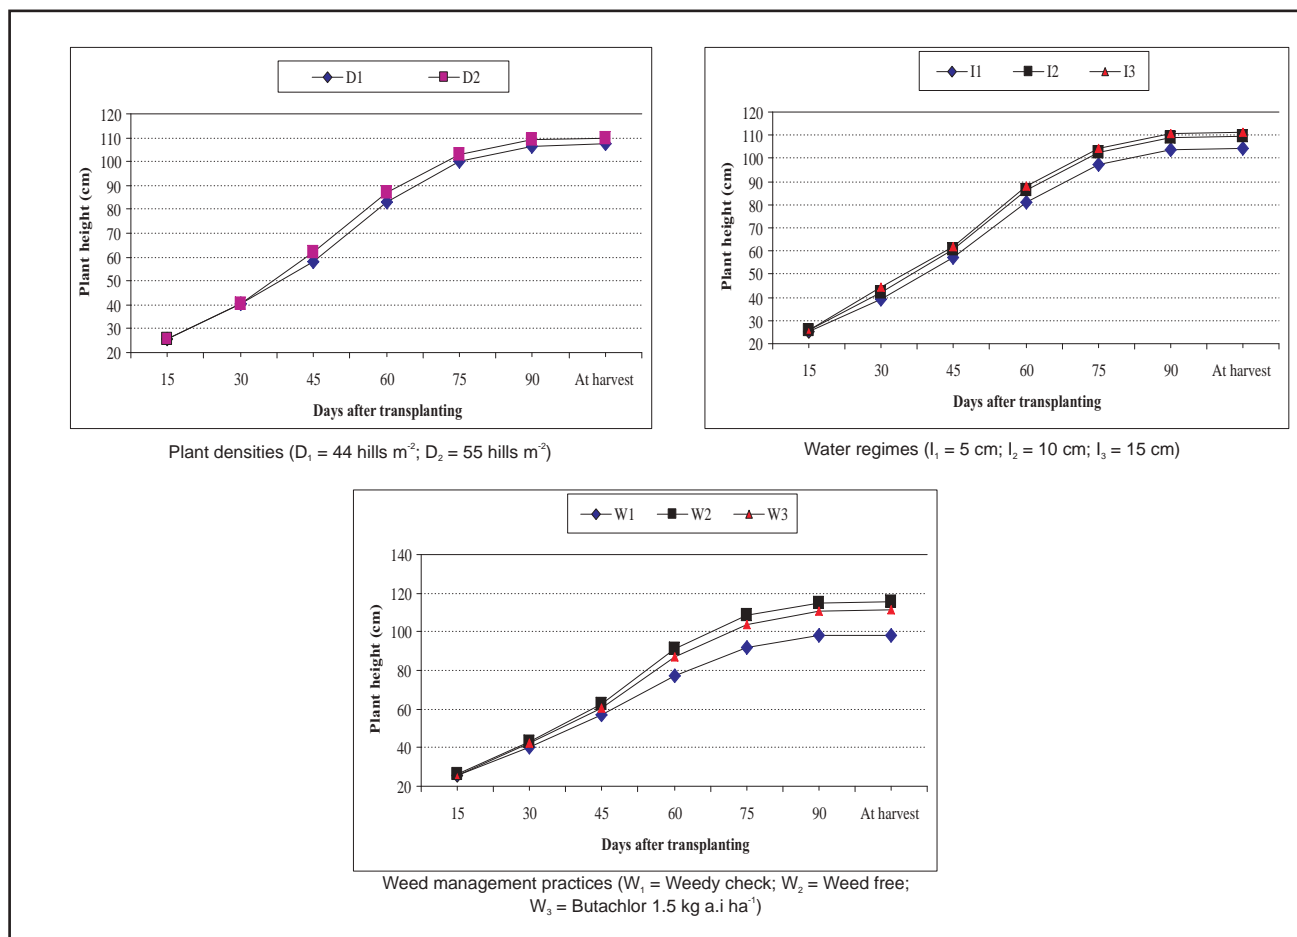 D1 D2
120
110
100
90
80
70
60
50
40
30
20
Plant height (cm)
15 30 45 60 75 90 At harvest
Days after transplanting
Plant densities (D₁ = 44 hills m⁻²; D₂ = 55 hills m⁻²)
I1 I2 I3
120
110
100
90
80
70
60
50
40
30
20
Plant height (cm)
15 30 45 60 75 90 At harvest
Days after transplanting
Water regimes (I₁ = 5 cm; I₂ = 10 cm; I₃ = 15 cm)
W1 W2 W3
140
120
100
80
60
40
20
Plant height (cm)
15 30 45 60 75 90 At harvest
Days after transplanting
Weed management practices (W₁ = Weedy check; W₂ = Weed free;
W₃ = Butachlor 1.5 kg a.i ha⁻¹)